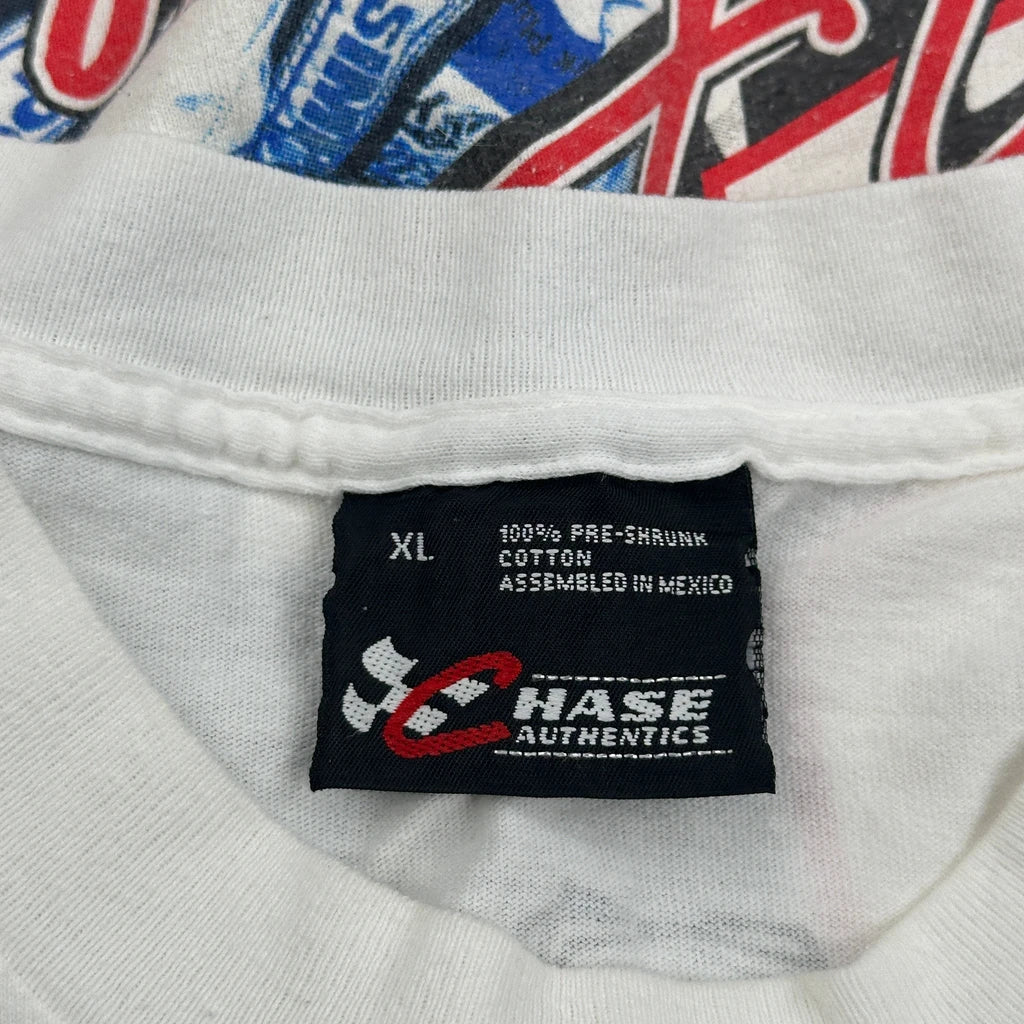 XL
100% PRE-SHRUNK
COTTON
ASSEMBLED IN MEXICO
CHASE
AUTHENTICS